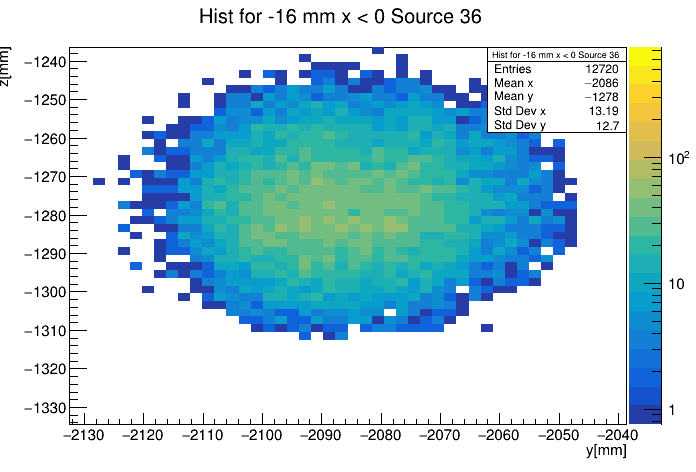 Hist for -16 mm x < 0 Source 36
z[mm]
−1240
−1250
−1260
−1270
−1280
−1290
−1300
−1310
−1320
−1330
Hist for -16 mm x < 0 Source 36
Entries 12720
Mean x −2086
Mean y −1278
Std Dev x 13.19
Std Dev y 12.7
10²
10
1
−2130 −2120 −2110 −2100 −2090 −2080 −2070 −2060 −2050 −2040
y[mm]